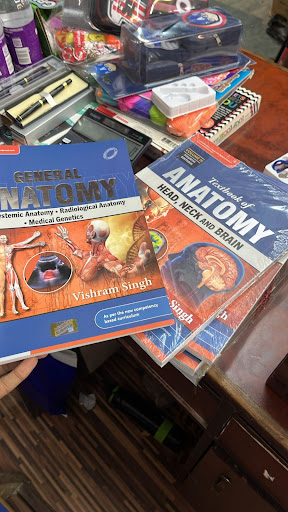 GENERAL
ANATOMY
Systemic Anatomy • Radiological Anatomy
• Medical Genetics
Vishram Singh
As per the new competency
based curriculum
Textbook of
ANATOMY
HEAD, NECK AND BRAIN
Singh
Singh